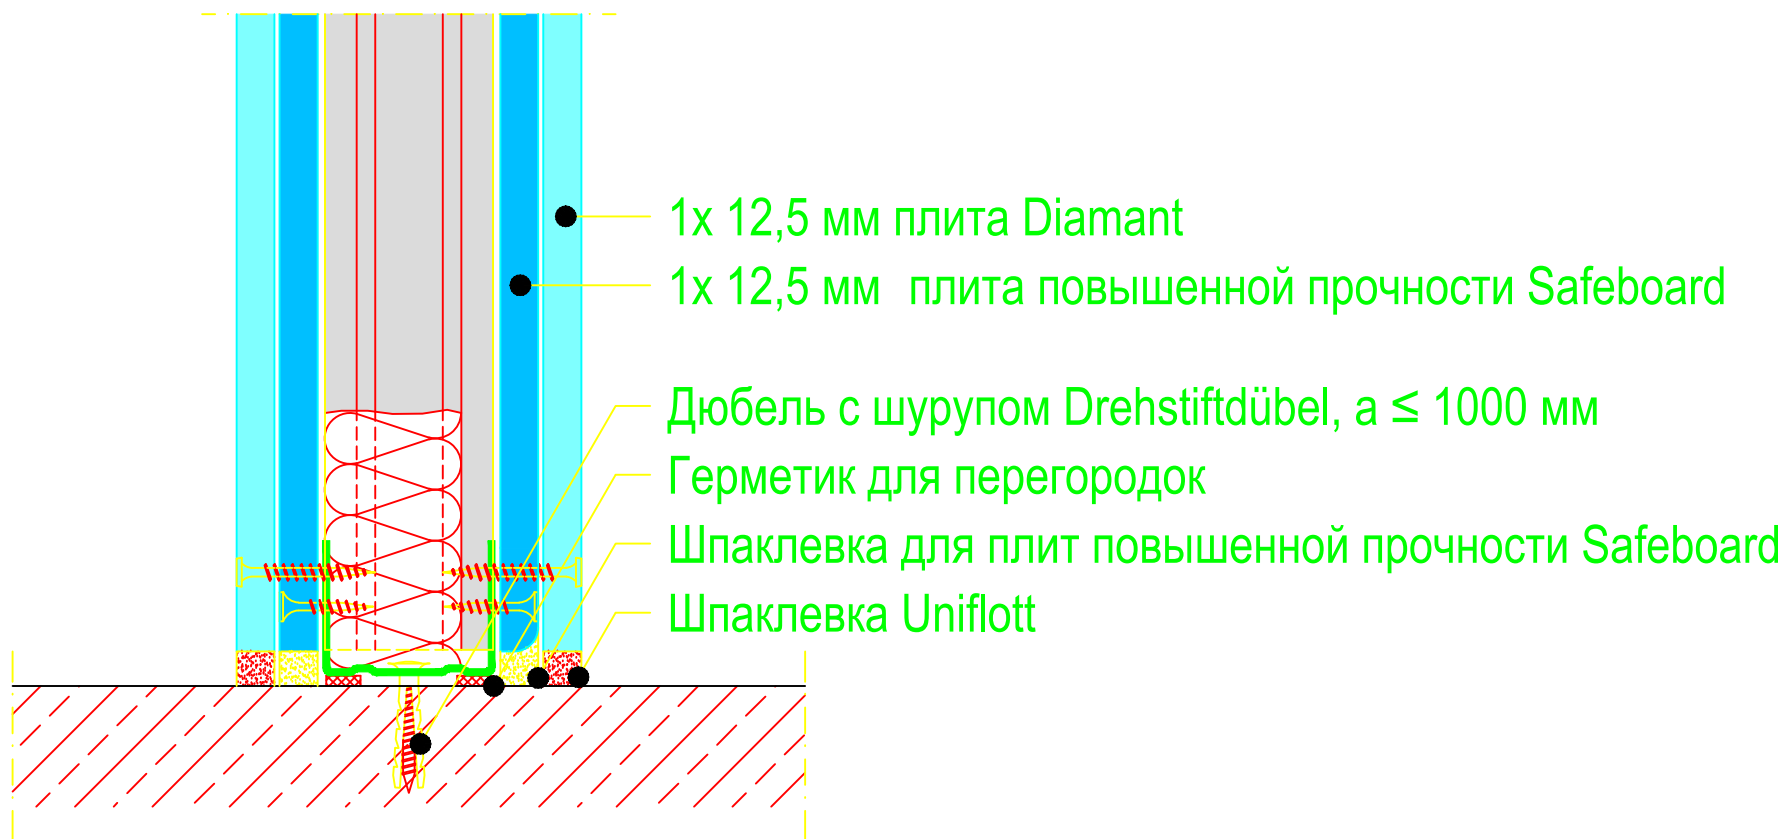 1x 12,5 мм плита Diamant
1x 12,5 мм плита повышенной прочности Safeboard
Дюбель с шурупом Drehstiftdübel, a ≤ 1000 мм
Герметик для перегородок
Шпаклевка для плит повышенной прочности Safeboard
Шпаклевка Uniflott